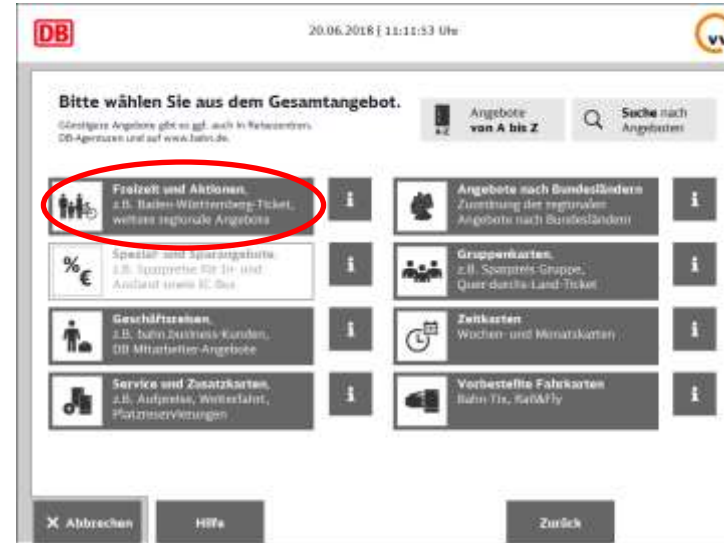 DB
20.06.2018 | 11:11:53 Uhr
Bitte wählen Sie aus dem Gesamtangebot.
Günstigere Angebote gibt es ggf. auch in Reisezentren,
DB-Agenturen und auf www.bahn.de.
A-Z
Angebote
von A bis Z
Suche nach
Angeboten
Freizeit und Aktionen,
z.B. Baden-Württemberg-Ticket,
weitere regionale Angebote
i
Angebote nach Bundesländern
Zuordnung der regionalen
Angebote nach Bundesländern
i
% €
Spezial- und Sparangebote,
z.B. Sparpreise für In- und
Ausland sowie IC Bus
i
Gruppenkarten,
z.B. Sparpreis Gruppe,
Quer-durchs-Land-Ticket
i
Geschäftsreisen,
z.B. bahn.business-Kunden,
DB Mitarbeiter-Angebote
i
Zeitkarten
Wochen- und Monatskarten
i
Service und Zusatzkarten,
z.B. Aufpreise, Weiterfahrt,
Platzreservierungen
i
Vorbestellte Fahrkarten
Bahn-Tix, Rail&Fly
i
X Abbrechen
Hilfe
Zurück